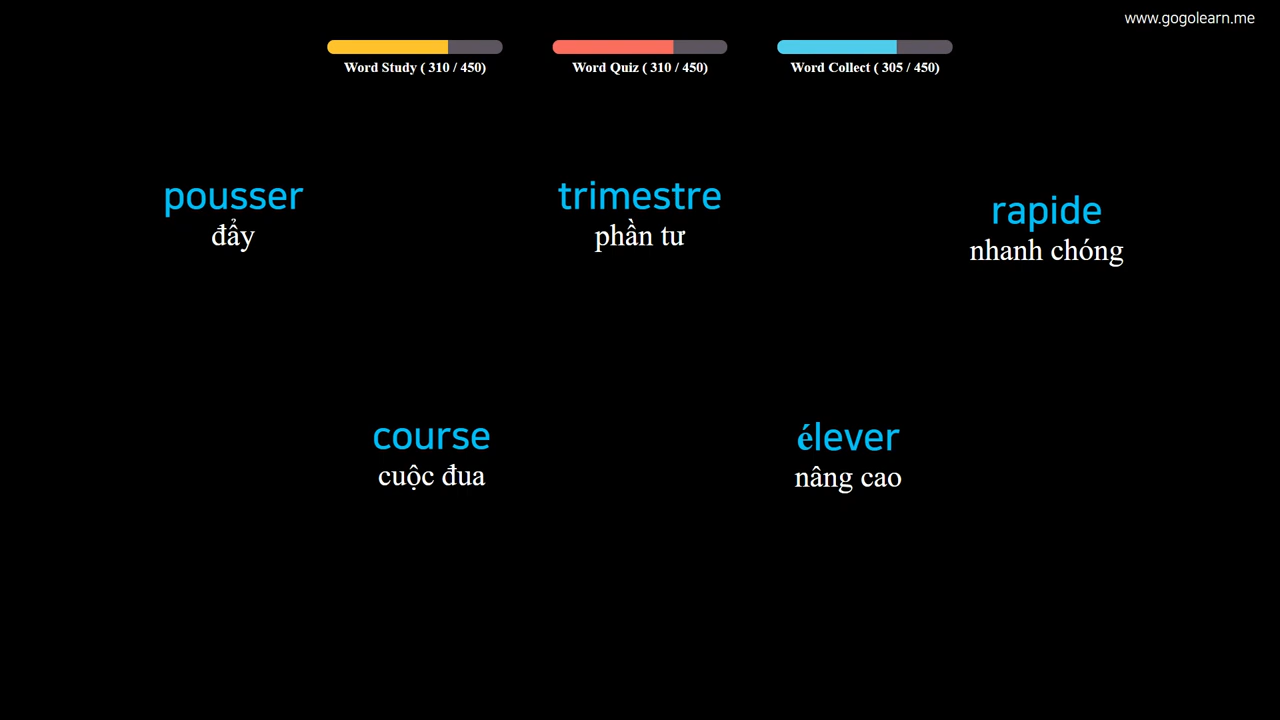 www.gogolearn.me
Word Study ( 310 / 450)
Word Quiz ( 310 / 450)
Word Collect ( 305 / 450)
pousser
đẩy
trimestre
phần tư
rapide
nhanh chóng
course
cuộc đua
élever
nâng cao